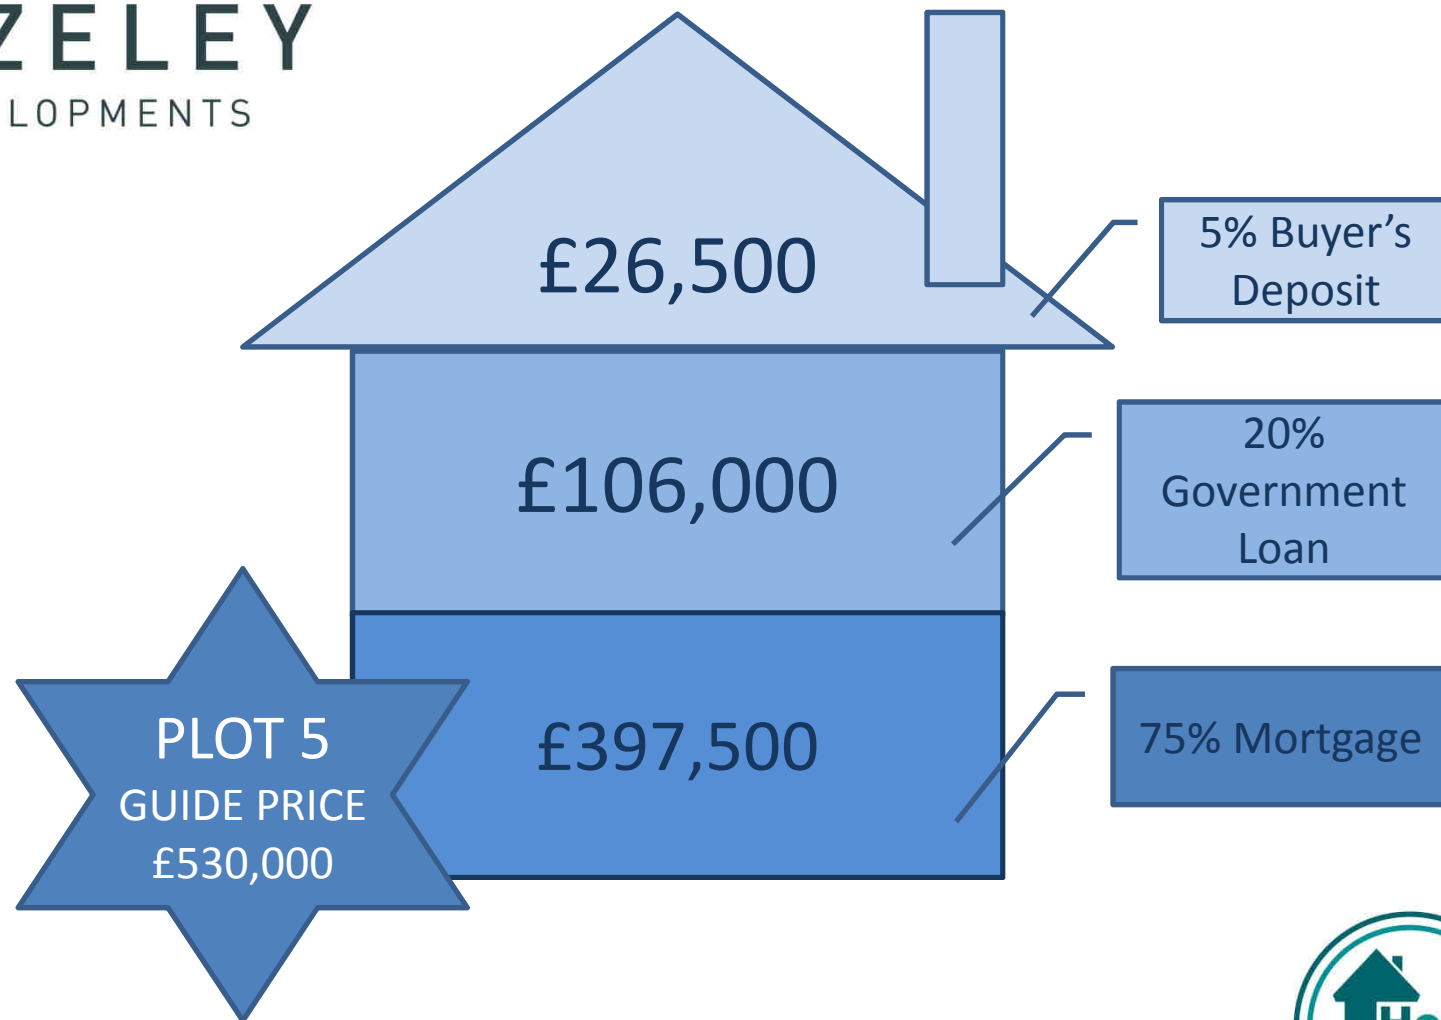 ZELEY
LOPMENTS
£26,500
5% Buyer’s
Deposit
£106,000
20%
Government
Loan
£397,500
75% Mortgage
PLOT 5
GUIDE PRICE
£530,000